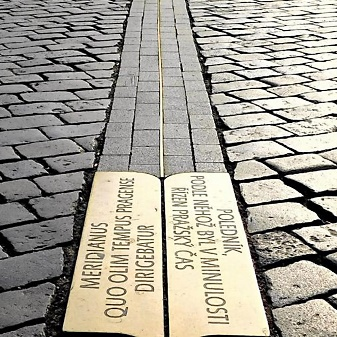 MERIDIANUS
QUO OLIM TEMPUS PRAGENSE
DIRIGEBATUR
POLEDNÍK,
PODLE NĚHOŽ BYL V MINULOSTI
ŘÍZEN PRAŽSKÝ ČAS